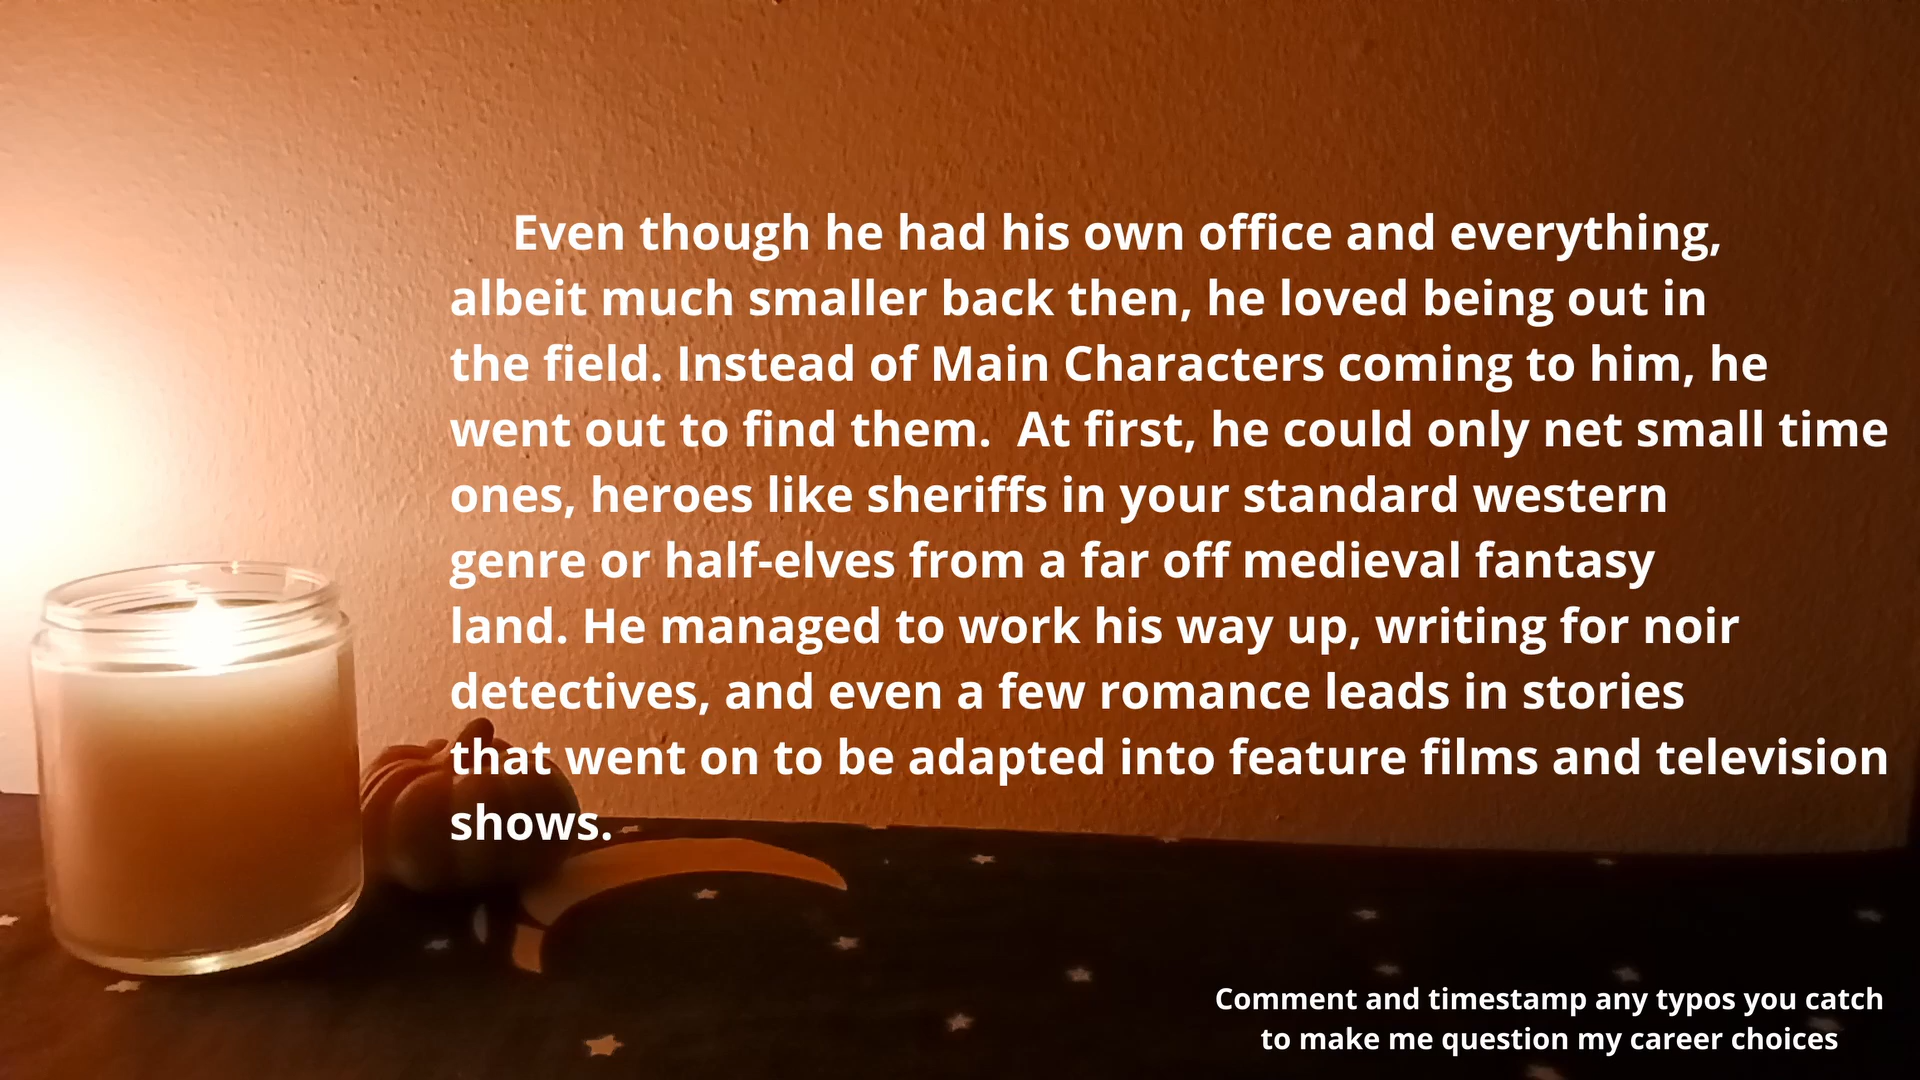 Even though he had his own office and everything,
albeit much smaller back then, he loved being out in
the field. Instead of Main Characters coming to him, he
went out to find them.  At first, he could only net small time
ones, heroes like sheriffs in your standard western
genre or half-elves from a far off medieval fantasy
land. He managed to work his way up, writing for noir
detectives, and even a few romance leads in stories
that went on to be adapted into feature films and television
shows.
Comment and timestamp any typos you catch
to make me question my career choices